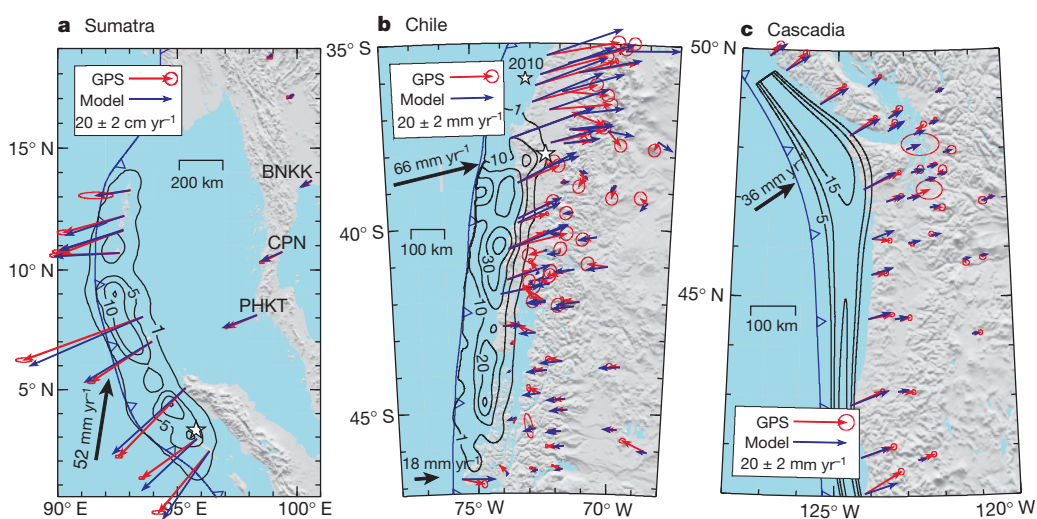 a Sumatra
GPS
Model
20 ± 2 cm yr⁻¹
15° N
10° N
5° N
200 km
BNKK
CPN
PHKT
5
10
1
5
52 mm yr⁻¹
90° E
95° E
100° E
b Chile
35° S
2010
GPS
Model
20 ± 2 mm yr⁻¹
1
10
66 mm yr⁻¹
40° S
100 km
30
10
20
45° S
1
18 mm yr⁻¹
75° W
70° W
c Cascadia
50° N
15
5
36 mm yr⁻¹
45° N
100 km
GPS
Model
20 ± 2 mm yr⁻¹
125° W
120° W